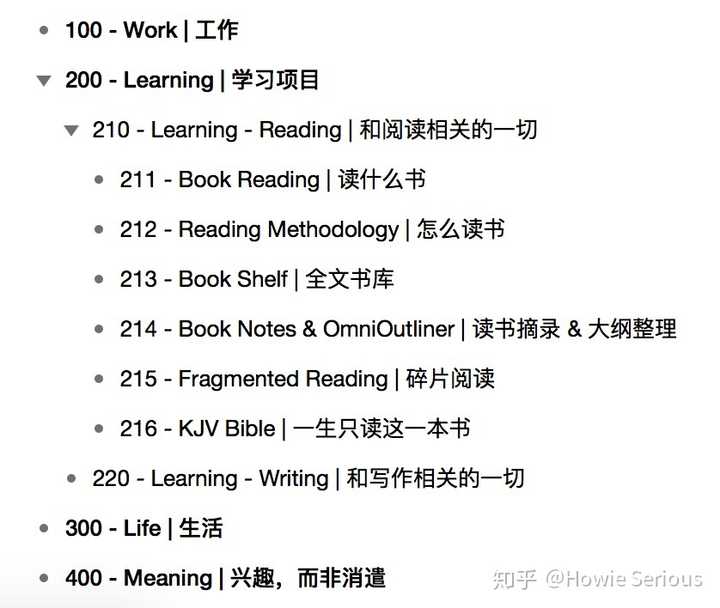 100 - Work | 工作
200 - Learning | 学习项目
210 - Learning - Reading | 和阅读相关的一切
211 - Book Reading | 读什么书
212 - Reading Methodology | 怎么读书
213 - Book Shelf | 全文书库
214 - Book Notes & OmniOutliner | 读书摘录 & 大纲整理
215 - Fragmented Reading | 碎片阅读
216 - KJV Bible | 一生只读这一本书
220 - Learning - Writing | 和写作相关的一切
300 - Life | 生活
400 - Meaning | 兴趣，而非消遣
知乎 @Howie Serious